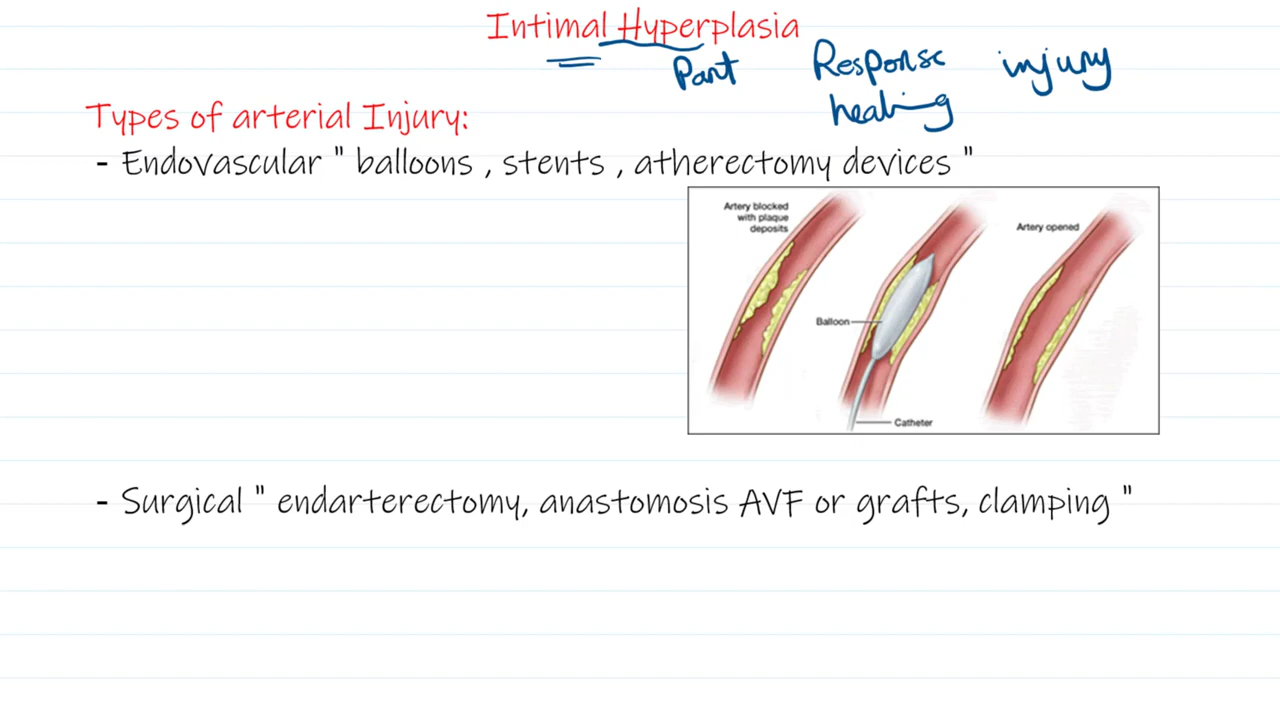 Intimal Hyperplasia
Part Response injury
healing
Types of arterial Injury:
- Endovascular " balloons , stents , atherectomy devices "
Artery blocked
with plaque
deposits
Artery opened
Balloon
Catheter
- Surgical " endarterectomy, anastomosis AVF or grafts, clamping "